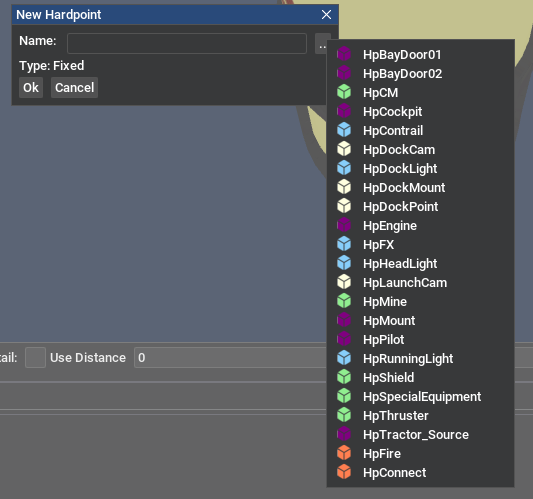 New Hardpoint
Name:
...
Type: Fixed
Ok Cancel
HpBayDoor01
HpBayDoor02
HpCM
HpCockpit
HpContrail
HpDockCam
HpDockLight
HpDockMount
HpDockPoint
HpEngine
HpFX
HpHeadLight
HpLaunchCam
HpMine
HpMount
HpPilot
HpRunningLight
HpShield
HpSpecialEquipment
HpThruster
HpTractor_Source
HpFire
HpConnect
tail: Use Distance 0